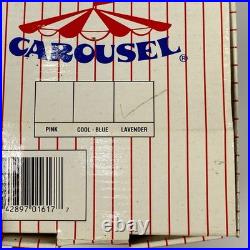 CAROUSEL®
PINK COOL-BLUE LAVENDER
42897 01617 7